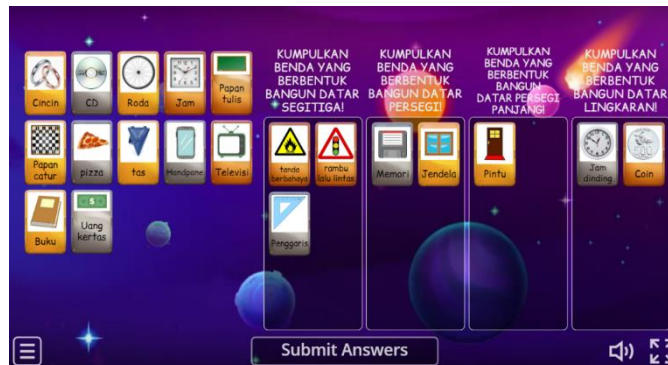 Cincin
CD
Roda
Jam
Papan
tulis
Papan
catur
pizza
tas
Handpone
Televisi
Buku
Uang
kertas
KUMPULKAN
BENDA YANG
BERBENTUK
BANGUN DATAR
SEGITIGA!
tanda
berbahaya
rambu
lalu lintas
Penggaris
KUMPULKAN
BENDA YANG
BERBENTUK
BANGUN DATAR
PERSEGI!
Memori
Jendela
KUMPULKAN
BENDA YANG
BERBENTUK
BANGUN
DATAR PERSEGI
PANJANG!
Pintu
KUMPULKAN
BENDA YANG
BERBENTUK
BANGUN DATAR
LINGKARAN!
Jam
dinding
Coin
Submit Answers